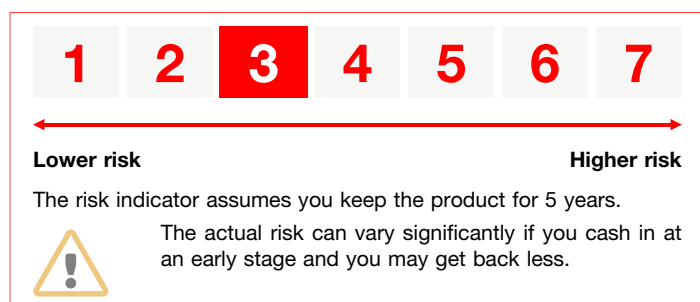 1 2 3 4 5 6 7
Lower risk Higher risk
The risk indicator assumes you keep the product for 5 years.
The actual risk can vary significantly if you cash in at
an early stage and you may get back less.